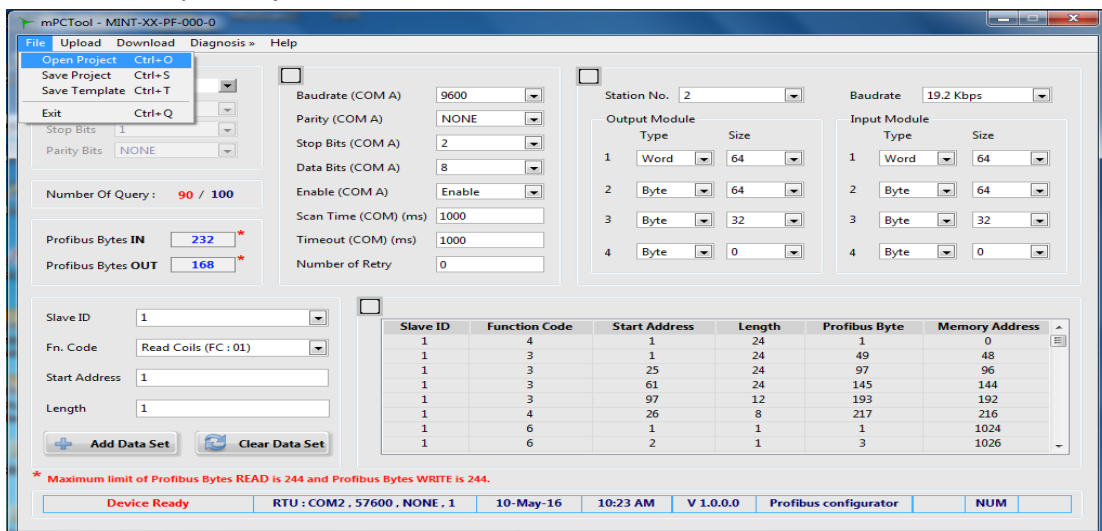 mPCTool - MINT-XX-PF-000-0
File Upload Download Diagnosis » Help
Open Project Ctrl+O
Save Project Ctrl+S
Save Template Ctrl+T
Exit Ctrl+Q
Stop Bits 1
Parity Bits NONE
Number Of Query : 90 / 100
Profibus Bytes IN 232 *
Profibus Bytes OUT 168 *
Baudrate (COM A) 9600
Parity (COM A) NONE
Stop Bits (COM A) 2
Data Bits (COM A) 8
Enable (COM A) Enable
Scan Time (COM) (ms) 1000
Timeout (COM) (ms) 1000
Number of Retry 0
Station No. 2 Baudrate 19.2 Kbps
Output Module
Type Size
1 Word 64
2 Byte 64
3 Byte 32
4 Byte 0
Input Module
Type Size
1 Word 64
2 Byte 64
3 Byte 32
4 Byte 0
Slave ID 1
Fn. Code Read Coils (FC : 01)
Start Address 1
Length 1
Add Data Set Clear Data Set
Slave ID Function Code Start Address Length Profibus Byte Memory Address
1 4 1 24 1 0
1 3 1 24 49 48
1 3 25 24 97 96
1 3 61 24 145 144
1 3 97 12 193 192
1 4 26 8 217 216
1 6 1 1 1 1024
1 6 2 1 3 1026
* Maximum limit of Profibus Bytes READ is 244 and Profibus Bytes WRITE is 244.
Device Ready RTU : COM2 , 57600 , NONE , 1 10-May-16 10:23 AM V 1.0.0.0 Profibus configurator NUM